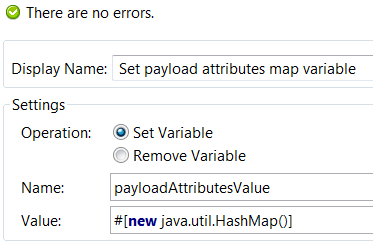 There are no errors.
Display Name: Set payload attributes map variable
Settings
Operation: Set Variable
Remove Variable
Name: payloadAttributesValue
Value: #[new java.util.HashMap()]